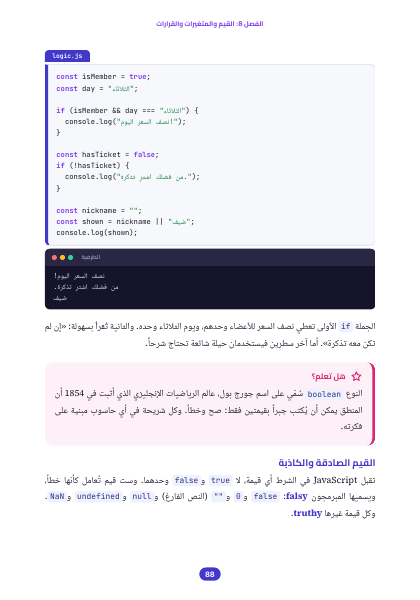 الفصل 8: القيم والمتغيرات والقرارات
logic.js
const isMember = true;
const day = "الثلاثاء";
if (isMember && day === "الثلاثاء") {
console.log("نصف السعر اليوم!");
}
const hasTicket = false;
if (!hasTicket) {
console.log("من فضلك اشترِ تذكرة.");
}
const nickname = "";
const shown = nickname || "ضيف";
console.log(shown);
الطرفية
نصف السعر اليوم!
من فضلك اشترِ تذكرة.
ضيف
الجملة if الأولى تعطي نصف السعر للأعضاء وحدهم، ويوم الثلاثاء وحده. والثانية تُقرأ بسهولة: «إن لم
تكن معه تذكرة». أما آخر سطرين فيستخدمان حيلة شائعة تحتاج شرحاً.
هل تعلم؟
النوع boolean سُمّي على اسم جورج بول، عالم الرياضيات الإنجليزي الذي أثبت في 1854 أن
المنطق يمكن أن يُكتب جبراً بقيمتين فقط: صح وخطأ. وكل شريحة في أي حاسوب مبنية على
فكرته.
القيم الصادقة والكاذبة
تقبل JavaScript في الشرط أي قيمة، لا true و false وحدهما. وست قيم تُعامل كأنها خطأ،
ويسميها المبرمجون falsy: false و 0 و "" (النص الفارغ) و null و undefined و NaN.
وكل قيمة غيرها truthy.
88